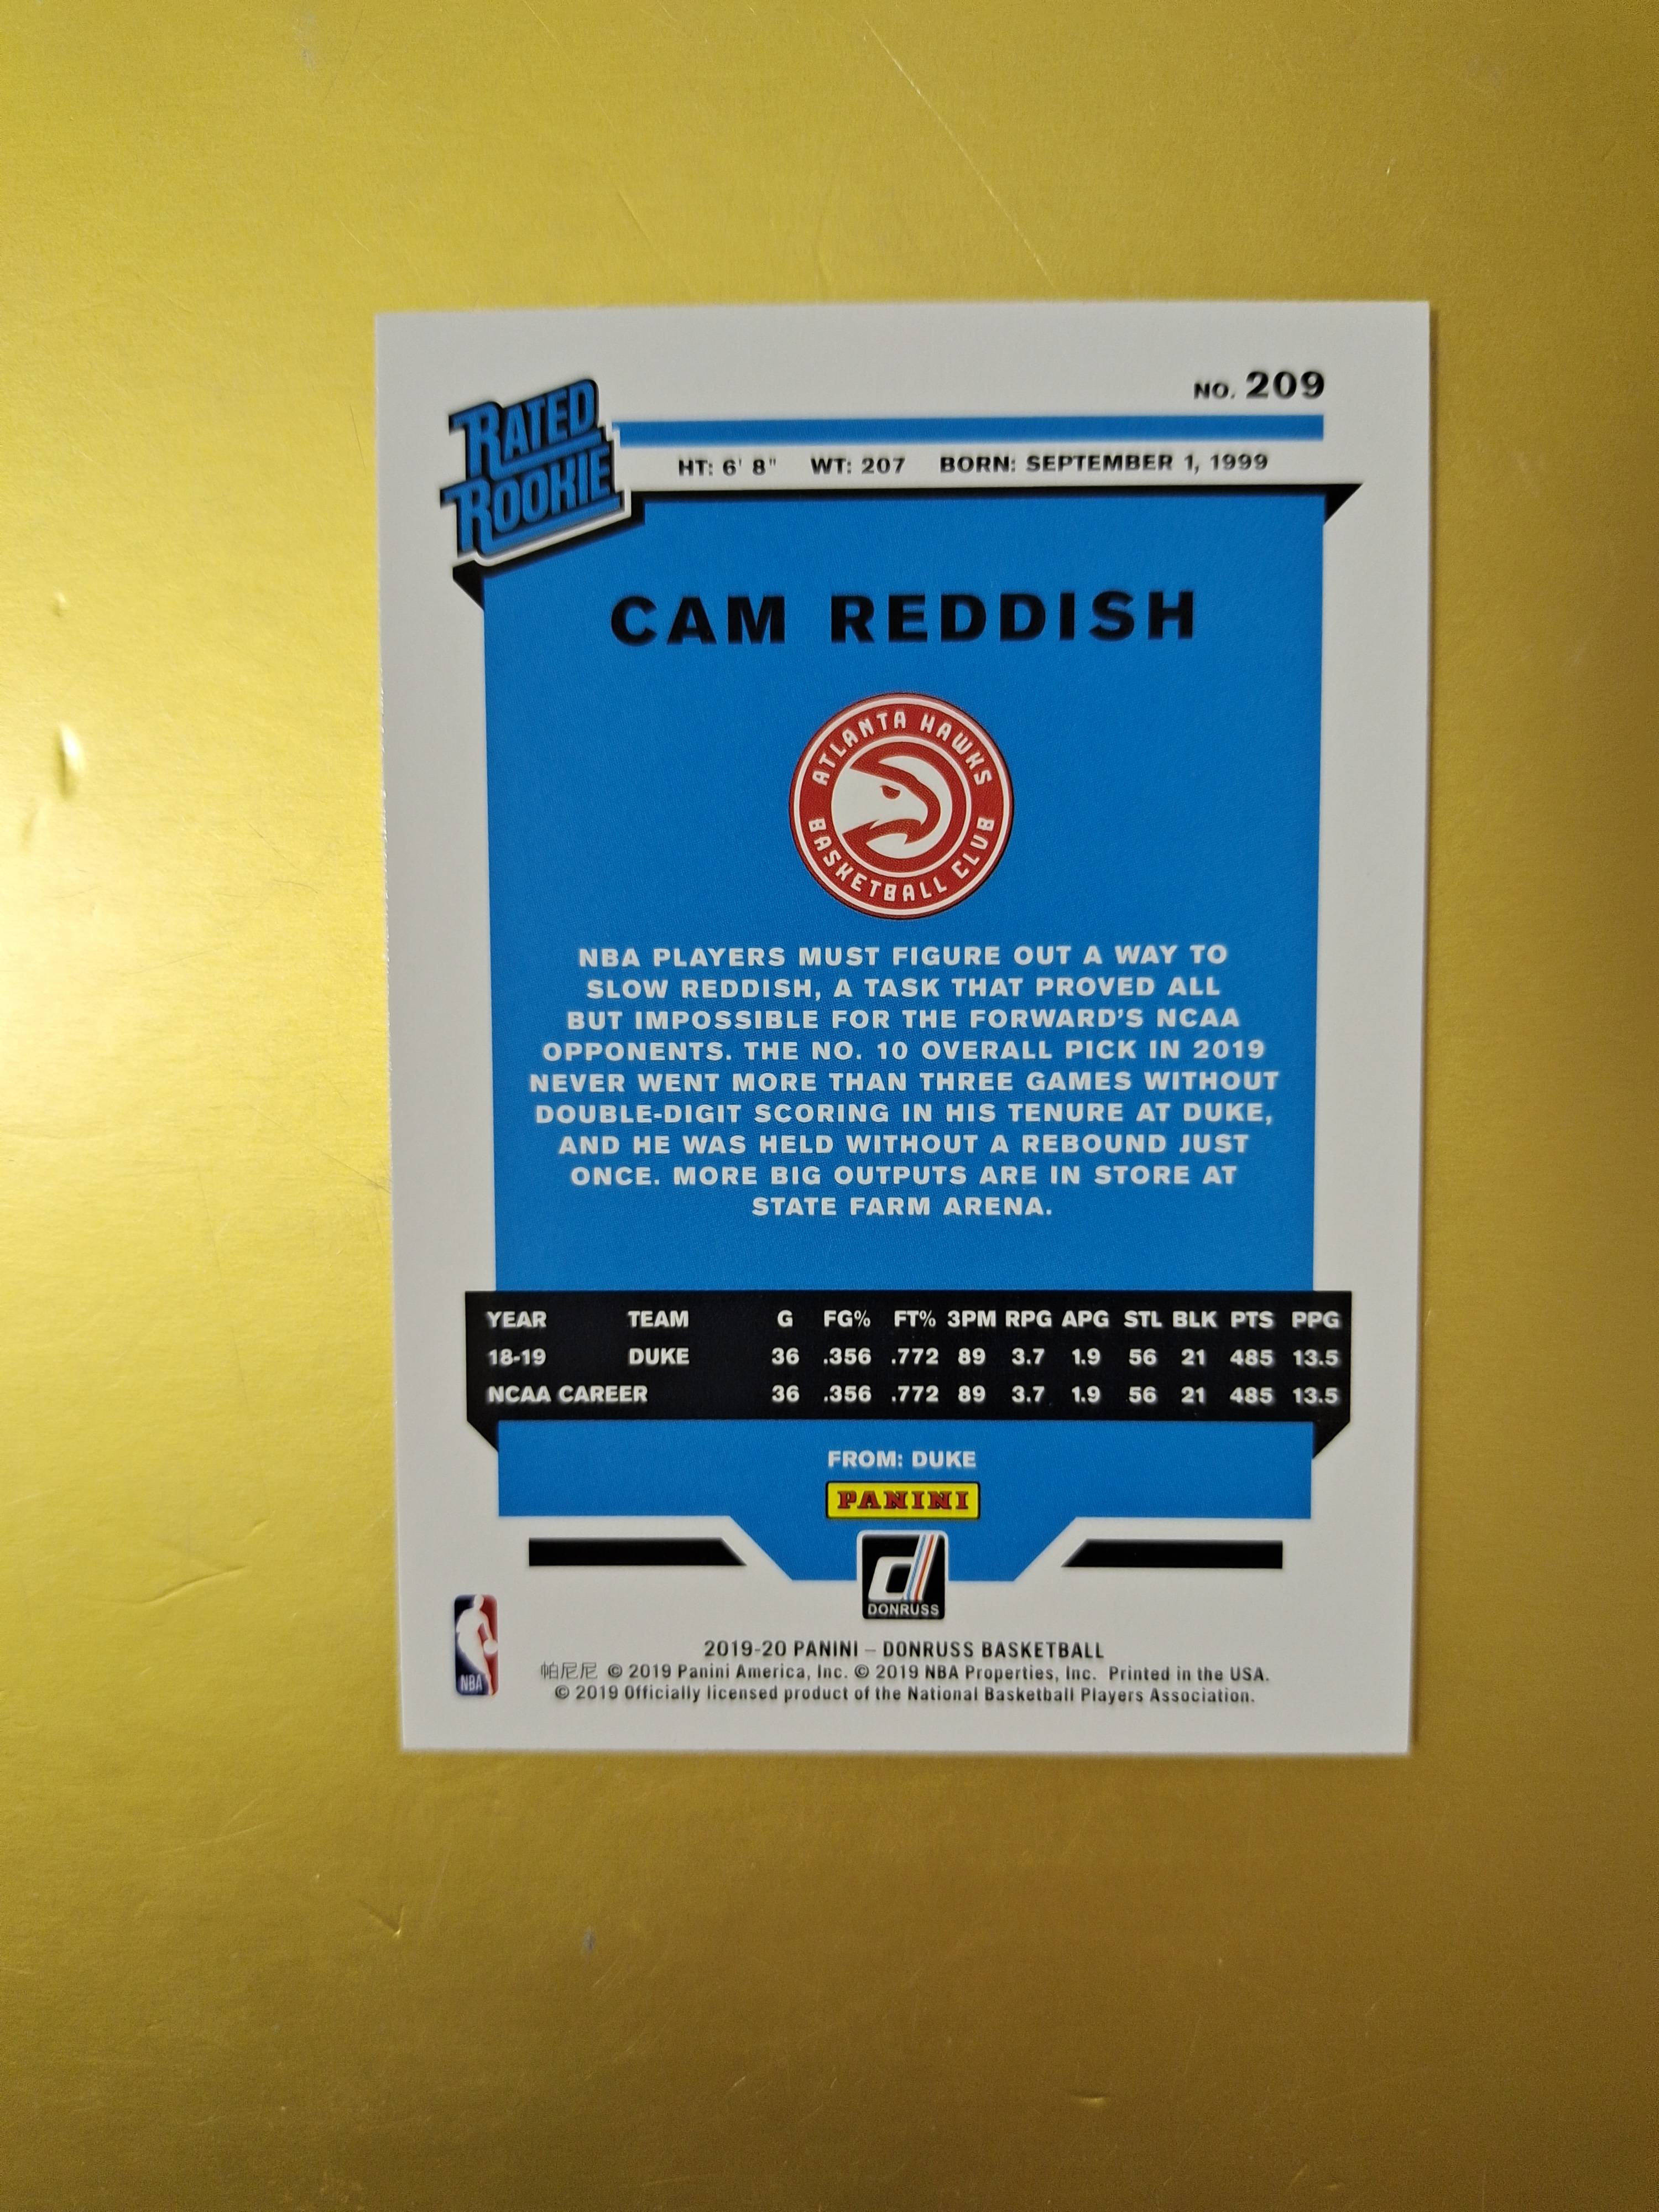 RATED
ROOKIE
NO. 209
HT: 6' 8" WT: 207 BORN: SEPTEMBER 1, 1999
CAM REDDISH
ATLANTA HAWKS
BASKETBALL CLUB
NBA PLAYERS MUST FIGURE OUT A WAY TO
SLOW REDDISH, A TASK THAT PROVED ALL
BUT IMPOSSIBLE FOR THE FORWARD'S NCAA
OPPONENTS. THE NO. 10 OVERALL PICK IN 2019
NEVER WENT MORE THAN THREE GAMES WITHOUT
DOUBLE-DIGIT SCORING IN HIS TENURE AT DUKE,
AND HE WAS HELD WITHOUT A REBOUND JUST
ONCE. MORE BIG OUTPUTS ARE IN STORE AT
STATE FARM ARENA.
YEAR TEAM G FG% FT% 3PM RPG APG STL BLK PTS PPG
18-19 DUKE 36 .356 .772 89 3.7 1.9 56 21 485 13.5
NCAA CAREER 36 .356 .772 89 3.7 1.9 56 21 485 13.5
FROM: DUKE
PANINI
d
DONRUSS
NBA
2019-20 PANINI – DONRUSS BASKETBALL
帕尼尼 © 2019 Panini America, Inc. © 2019 NBA Properties, Inc. Printed in the USA.
© 2019 Officially licensed product of the National Basketball Players Association.